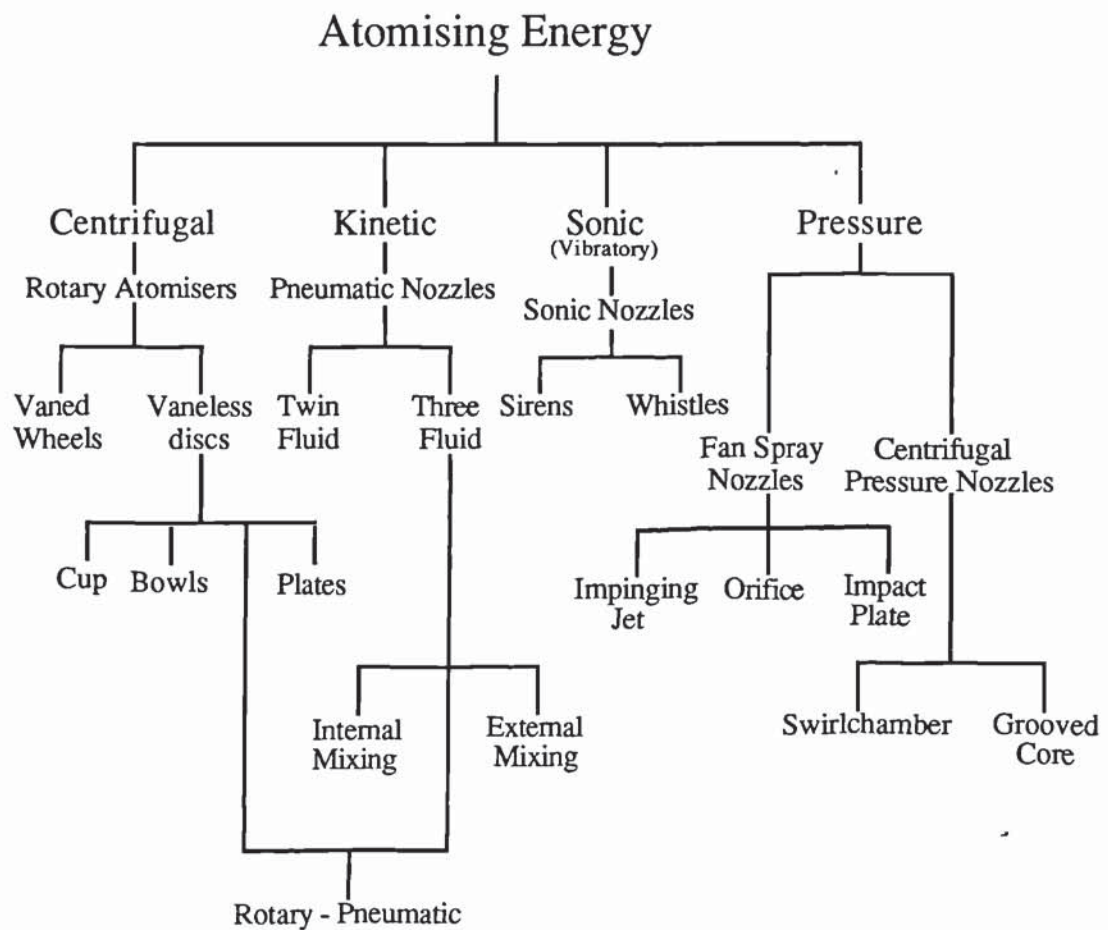 Atomising Energy
Centrifugal
Kinetic
Sonic
(Vibratory)
Pressure
Rotary Atomisers
Pneumatic Nozzles
Sonic Nozzles
Vaned
Wheels
Vaneless
discs
Twin
Fluid
Three
Fluid
Sirens
Whistles
Fan Spray
Nozzles
Centrifugal
Pressure Nozzles
Cup
Bowls
Plates
Impinging
Jet
Orifice
Impact
Plate
Internal
Mixing
External
Mixing
Swirlchamber
Grooved
Core
Rotary - Pneumatic